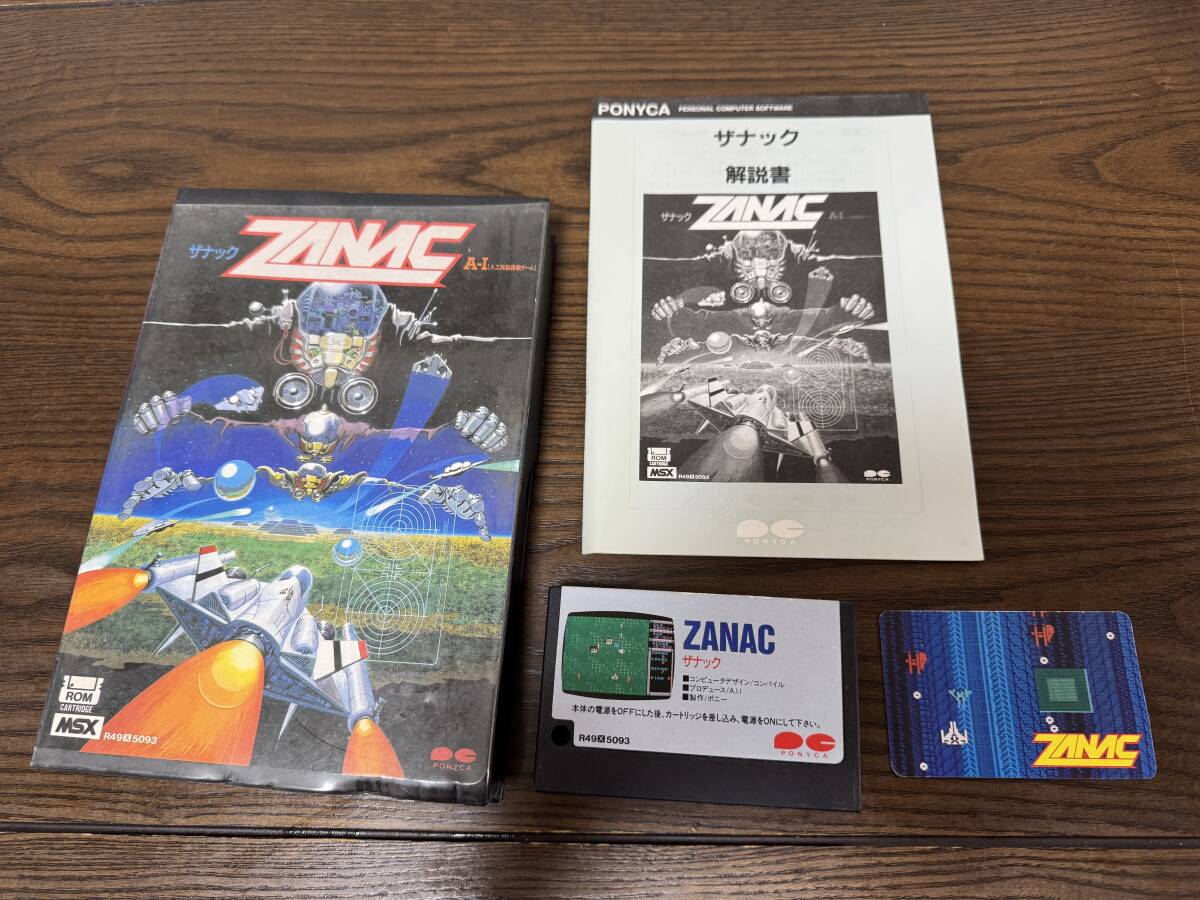 ザナック
ZANAC
A-I [人工知能搭載ゲーム]
ROM
CARTRIDGE
MSX
R49X5093
PONYCA
PONYCA
PERSONAL COMPUTER SOFTWARE
ザナック
解説書
ザナック
ZANAC
A-I
ROM
CARTRIDGE
MSX
R49X5093
PONYCA
PONYCA
ZANAC
ザナック
■コンピュータデザイン/コンパイル
■プロデュース/A.I.I
■製作/ポニー
本体の電源をOFFにした後、カートリッジを差し込み、電源をONにして下さい。
R49X5093
PONYCA
ZANAC